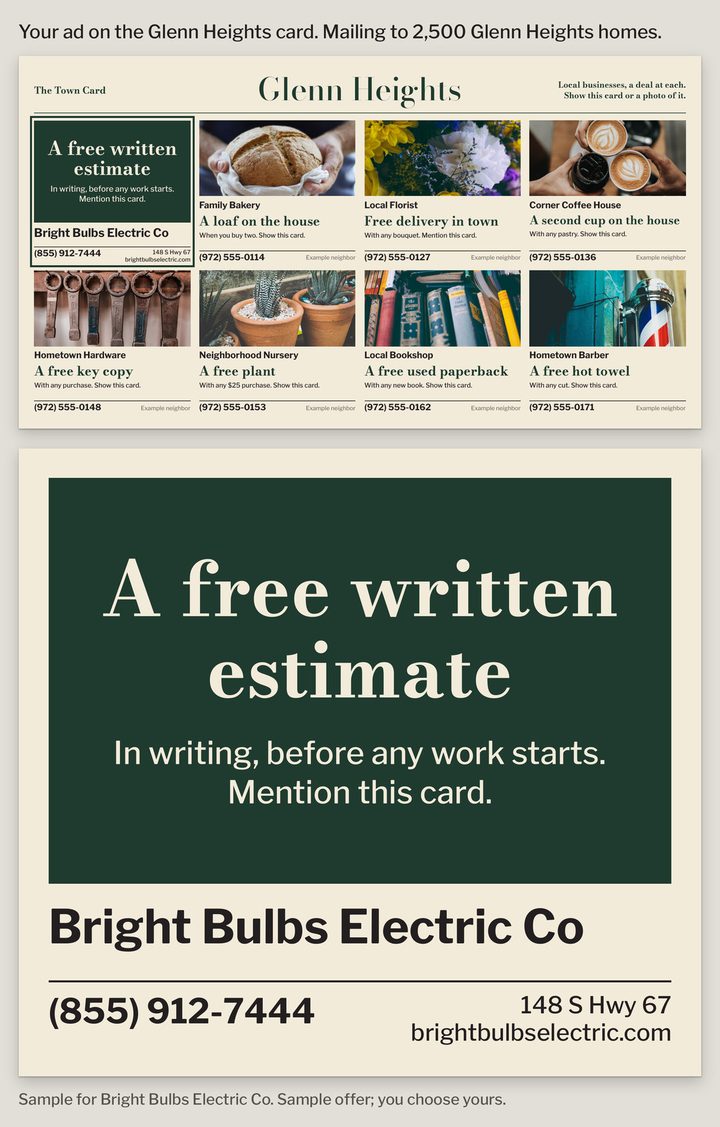 Your ad on the Glenn Heights card. Mailing to 2,500 Glenn Heights homes.
The Town Card
Glenn Heights
Local businesses, a deal at each.
Show this card or a photo of it.
A free written
estimate
In writing, before any work starts.
Mention this card.
Bright Bulbs Electric Co
(855) 912-7444
148 S Hwy 67
brightbulbselectric.com
Family Bakery
A loaf on the house
When you buy two. Show this card.
(972) 555-0114
Example neighbor
Local Florist
Free delivery in town
With any bouquet. Mention this card.
(972) 555-0127
Example neighbor
Corner Coffee House
A second cup on the house
With any pastry. Show this card.
(972) 555-0136
Example neighbor
Hometown Hardware
A free key copy
With any purchase. Show this card.
(972) 555-0148
Example neighbor
Neighborhood Nursery
A free plant
With any $25 purchase. Show this card.
(972) 555-0153
Example neighbor
Local Bookshop
A free used paperback
With any new book. Show this card.
(972) 555-0162
Example neighbor
Hometown Barber
A free hot towel
With any cut. Show this card.
(972) 555-0171
Example neighbor
A free written
estimate
In writing, before any work starts.
Mention this card.
Bright Bulbs Electric Co
(855) 912-7444
148 S Hwy 67
brightbulbselectric.com
Sample for Bright Bulbs Electric Co. Sample offer; you choose yours.